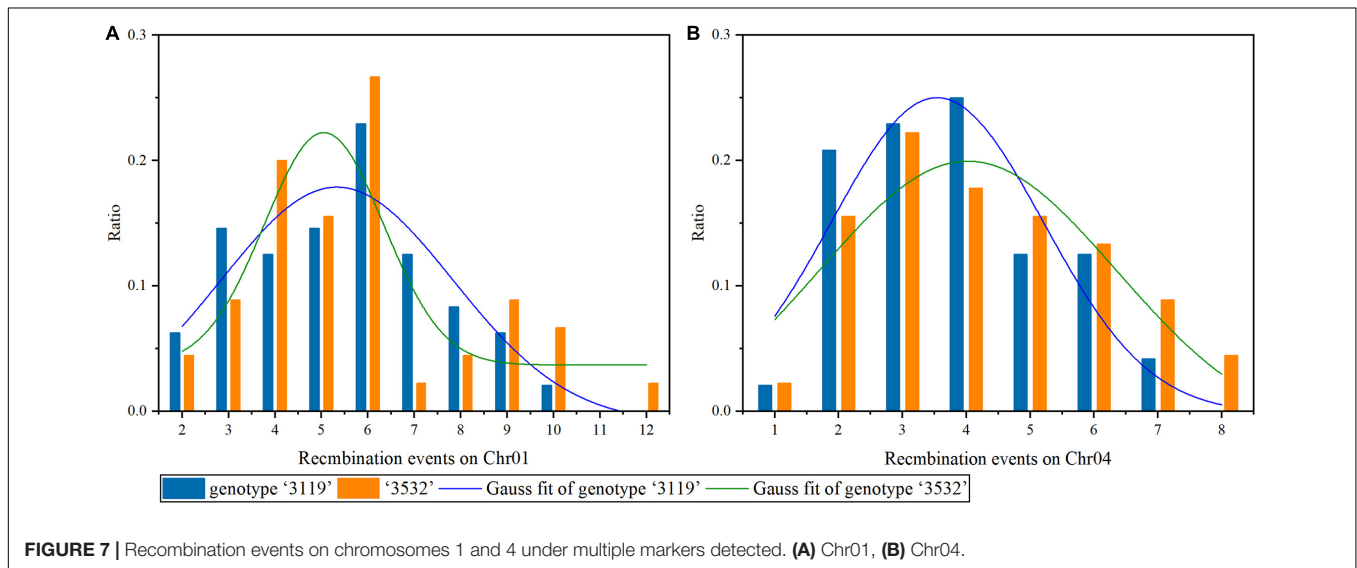 A
B
0.3
0.2
0.1
0.0
Ratio
2 3 4 5 6 7 8 9 10 11 12
Recmbination events on Chr01
0.3
0.2
0.1
0.0
Ratio
1 2 3 4 5 6 7 8
Recmbination events on Chr04
genotype ‘3119’ ‘3532’ Gauss fit of genotype ‘3119’ Gauss fit of genotype ‘3532’
FIGURE 7 | Recombination events on chromosomes 1 and 4 under multiple markers detected. (A) Chr01, (B) Chr04.